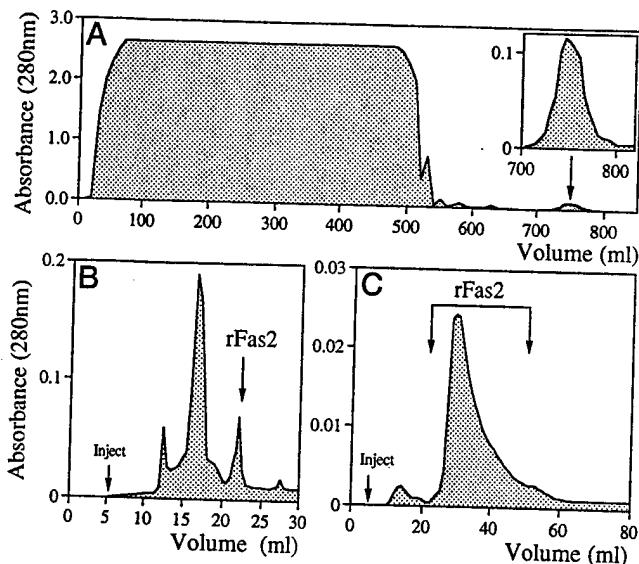 A
Absorbance (280nm)
3.0
2.0
1.0
0.0
100 200 300 400 500 600 700 800
Volume (ml)
0.1
0
700 800
B
Absorbance (280nm)
0.2
0.1
0
Inject
rFas2
0 5 10 15 20 25 30
Volume (ml)
C
0.03
0.02
0.01
0
Inject
rFas2
0 20 40 60 80
Volume (ml)